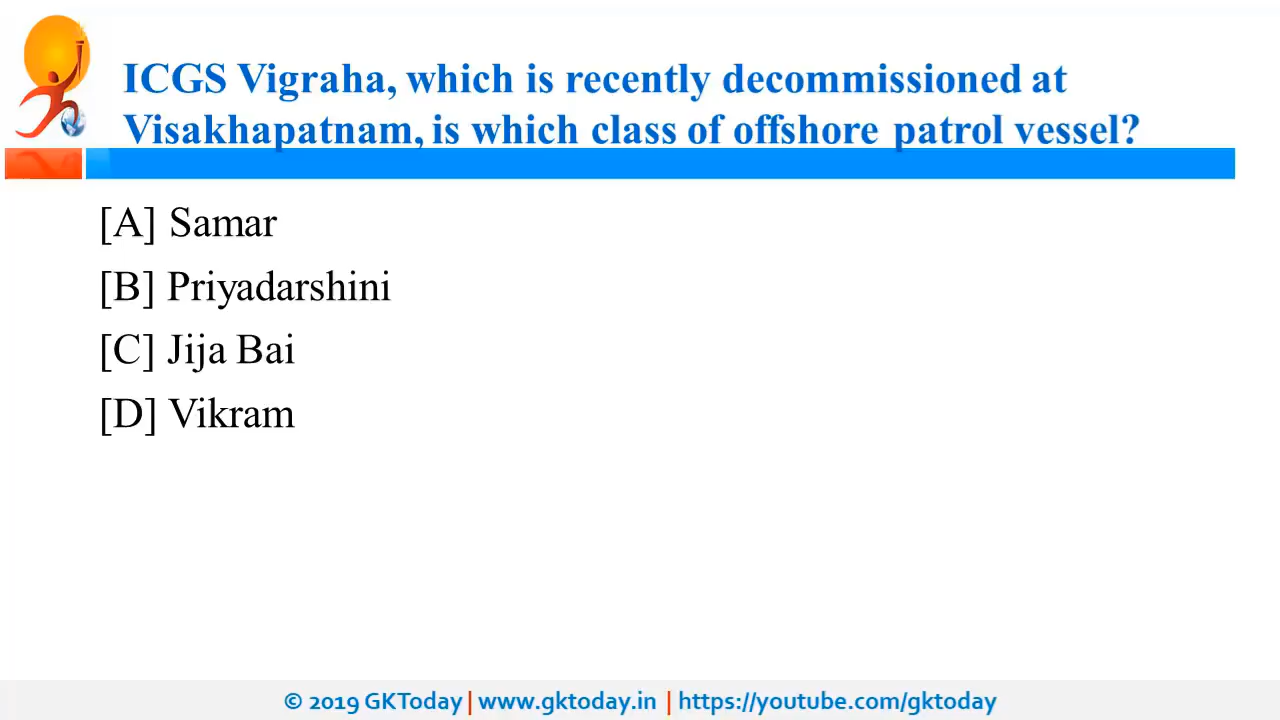 ICGS Vigraha, which is recently decommissioned at
Visakhapatnam, is which class of offshore patrol vessel?
[A] Samar
[B] Priyadarshini
[C] Jija Bai
[D] Vikram
© 2019 GKToday | www.gktoday.in | https://youtube.com/gktoday